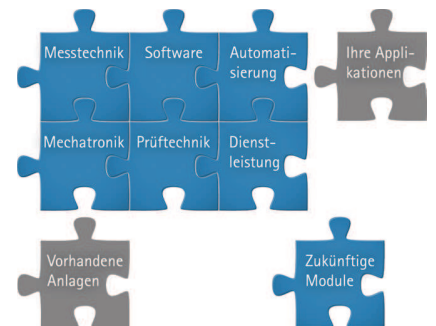 Messtechnik
Software
Automati-
sierung
Ihre Appli-
kationen
Mechatronik
Prüftechnik
Dienst-
leistung
Vorhandene
Anlagen
Zukünftige
Module